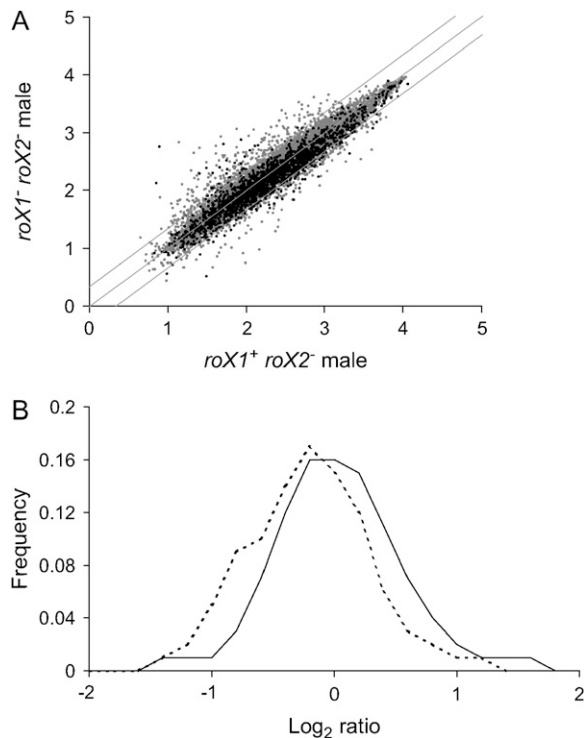 A
5
4
3
2
1
0
roX1⁻ roX2⁻ male
0 1 2 3 4 5
roX1⁺ roX2⁻ male
B
0.2
0.16
0.12
0.08
0.04
0
Frequency
-2 -1 0 1 2
Log₂ ratio